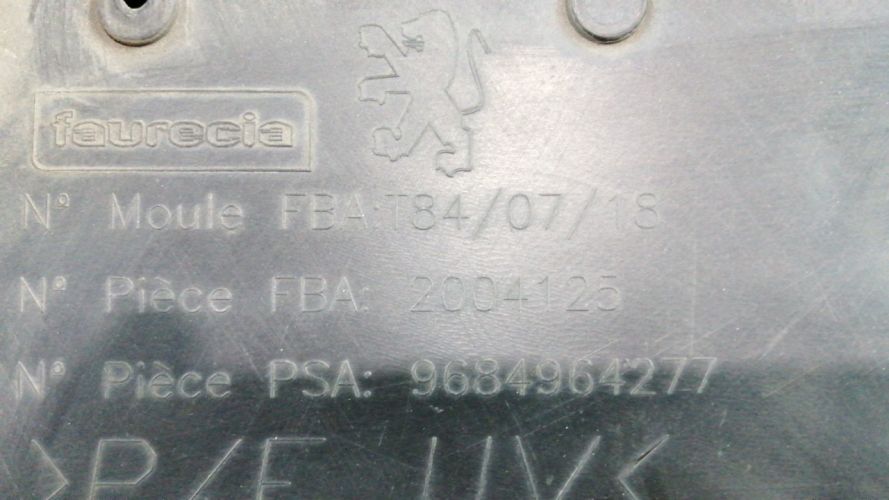 faurecia
N° Moule FBA:T84/07/18
N° Pièce FBA: 2004125
N° Pièce PSA: 9684964277
>P/E UV<